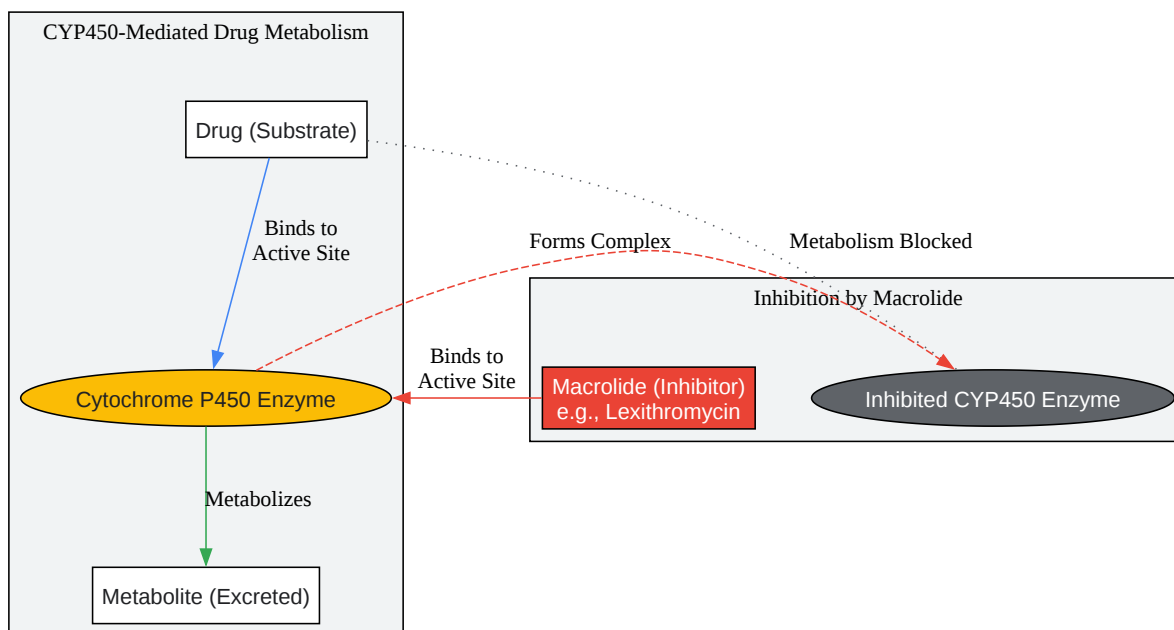 CYP450-Mediated Drug Metabolism
Drug (Substrate)
Binds to
Active Site
Forms Complex
Metabolism Blocked
Inhibition by Macrolide
Binds to
Active Site
Macrolide (Inhibitor)
e.g., Lexithromycin
Cytochrome P450 Enzyme
Inhibited CYP450 Enzyme
Metabolizes
Metabolite (Excreted)